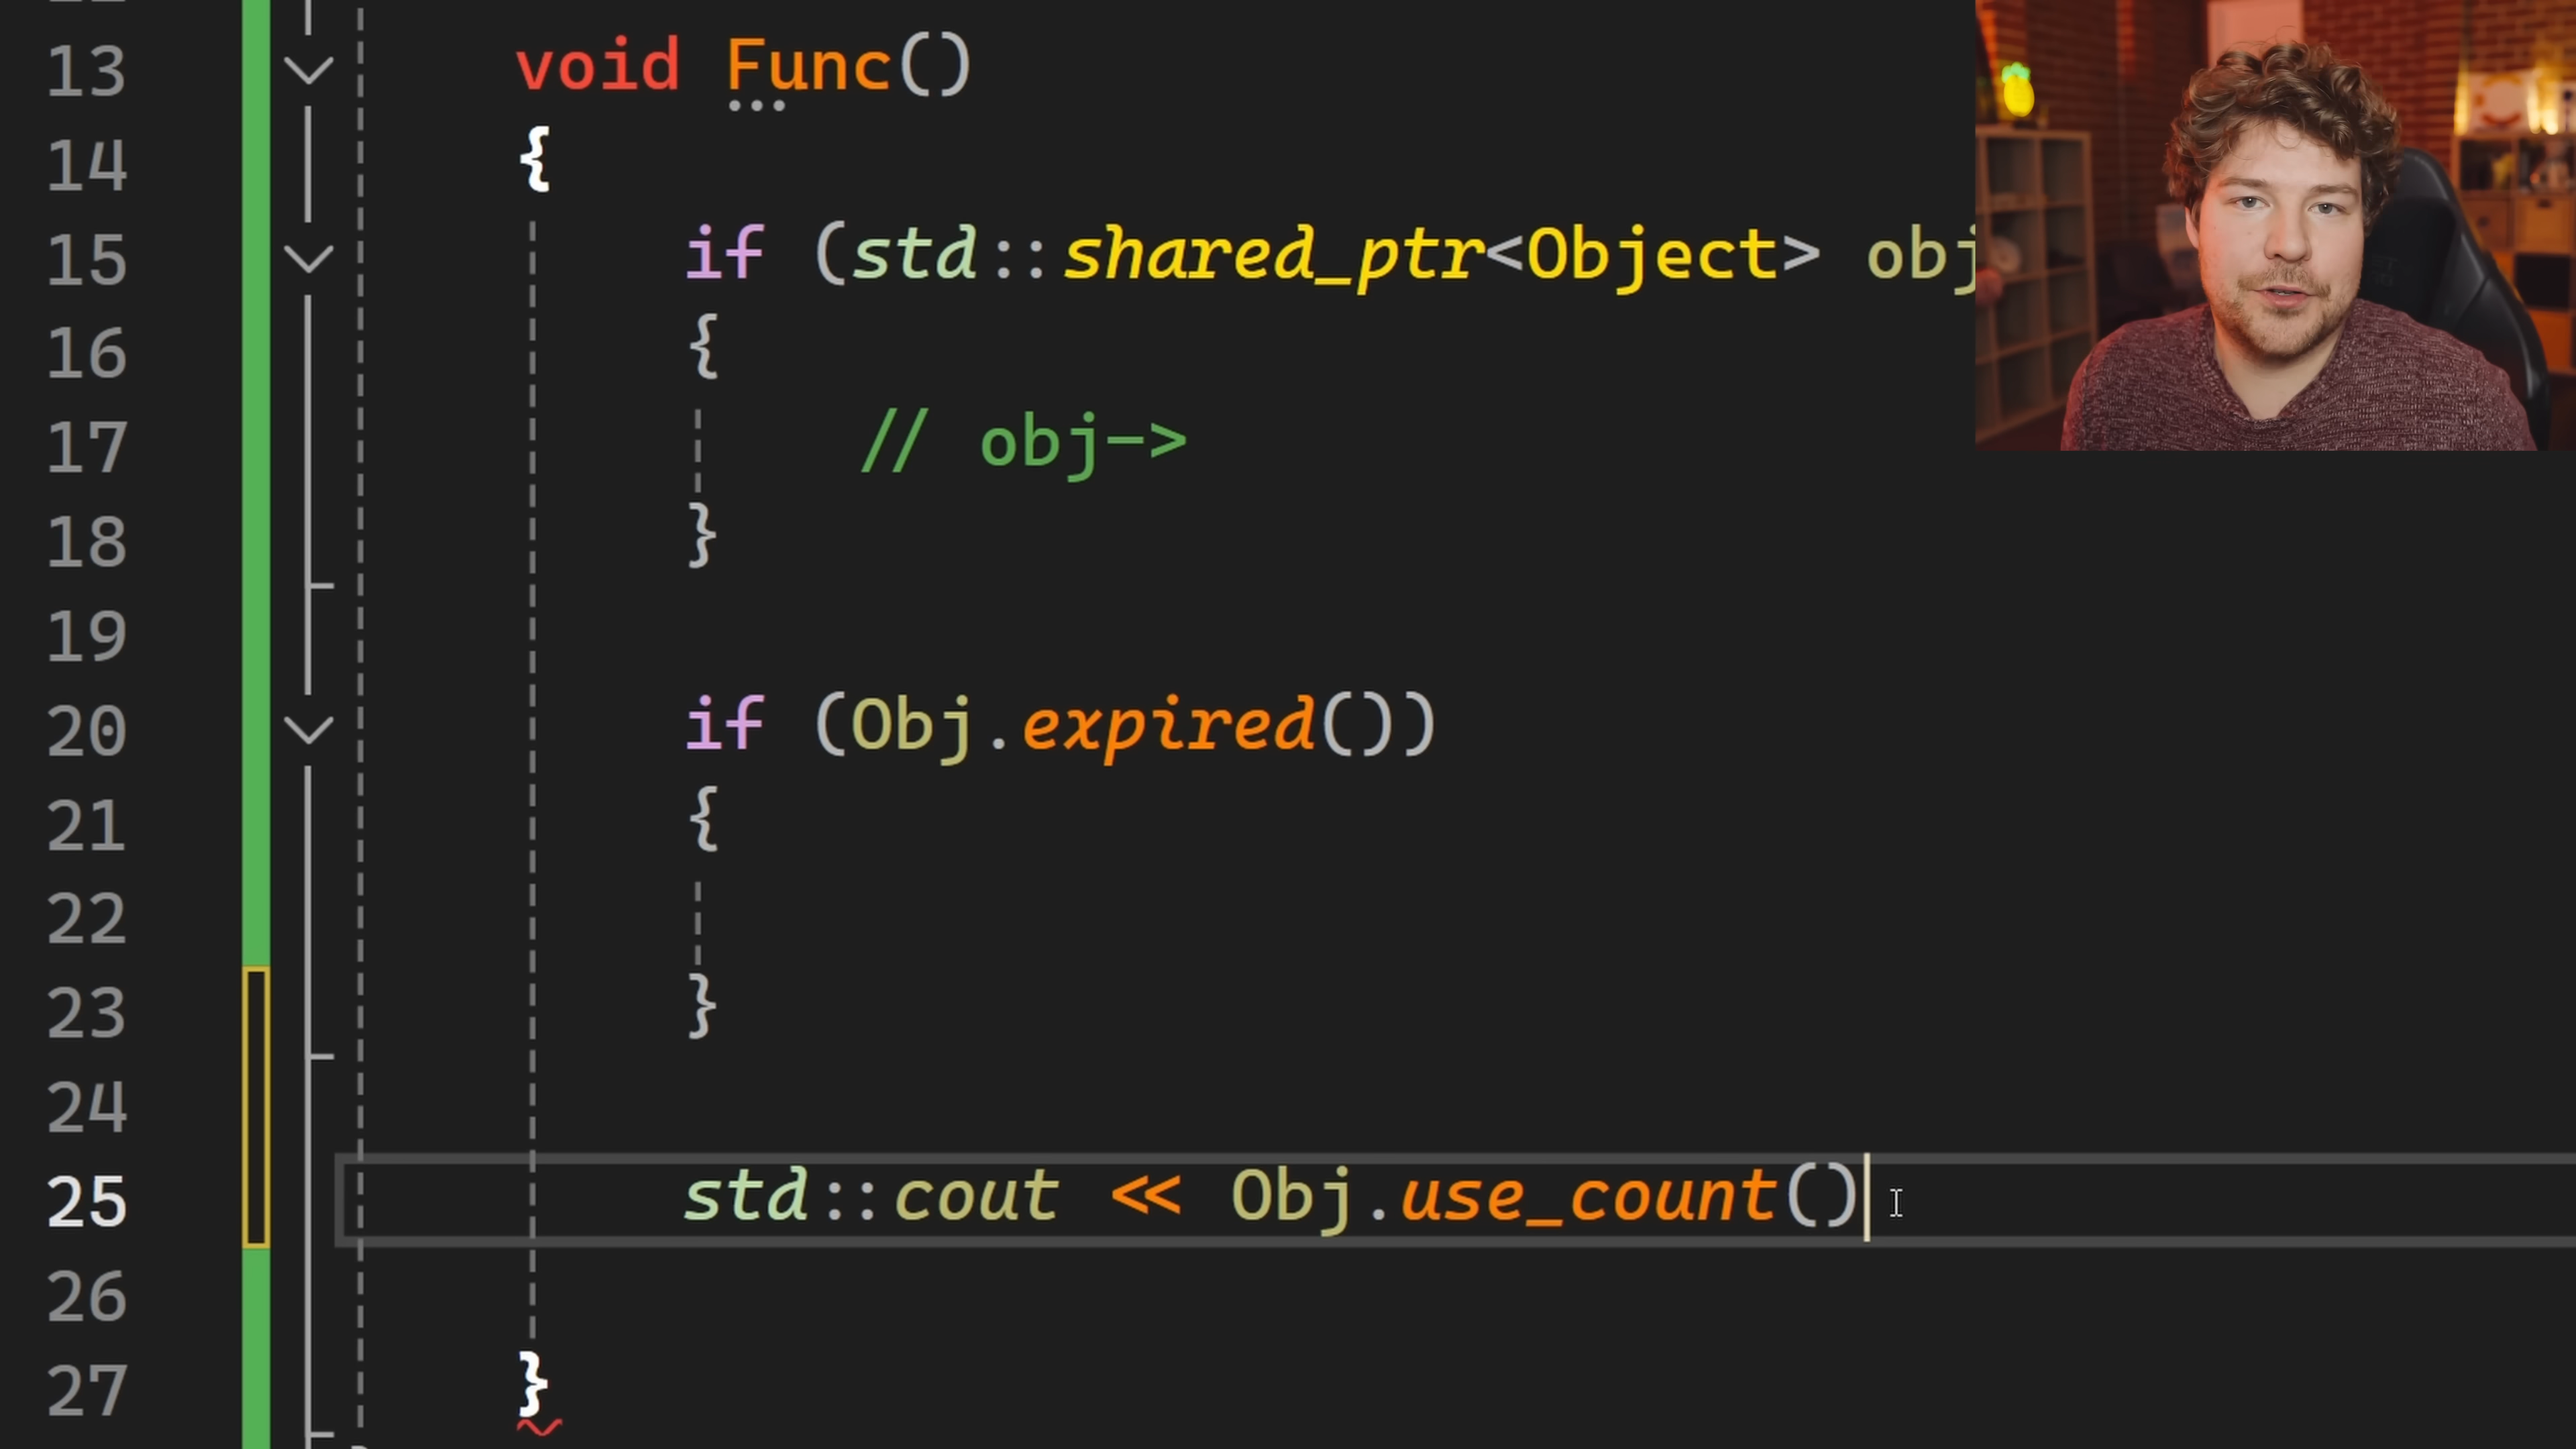 13 void Func()
14 {
15 if (std::shared_ptr<Object> obj
16 {
17 // obj->
18 }
19
20 if (Obj.expired())
21 {
22
23 }
24
25 std::cout << Obj.use_count()
26
27 }